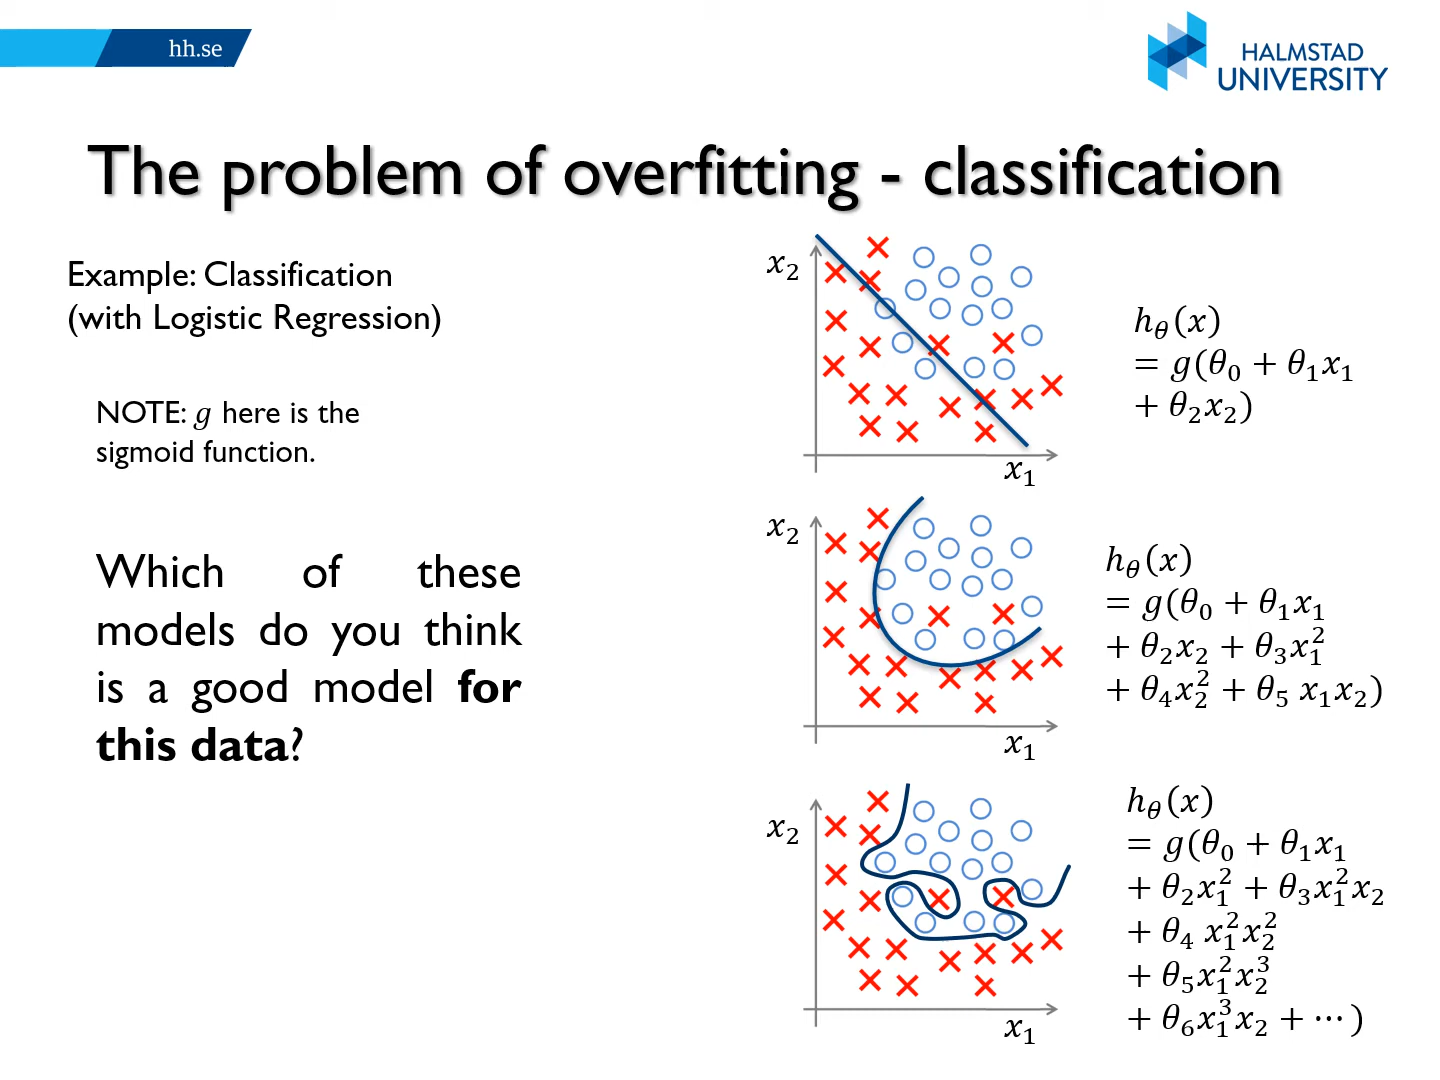 hh.se
HALMSTAD
UNIVERSITY
The problem of overfitting - classification
Example: Classification
(with Logistic Regression)
NOTE: g here is the
sigmoid function.
Which of these
models do you think
is a good model for
this data?
x₂
x₁
h_θ(x)
= g(θ₀ + θ₁x₁
+ θ₂x₂)
x₂
x₁
h_θ(x)
= g(θ₀ + θ₁x₁
+ θ₂x₂ + θ₃x₁²
+ θ₄x₂² + θ₅ x₁x₂)
x₂
x₁
h_θ(x)
= g(θ₀ + θ₁x₁
+ θ₂x₁² + θ₃x₁²x₂
+ θ₄ x₁²x₂²
+ θ₅x₁²x₂³
+ θ₆x₁³x₂ + ⋯ )